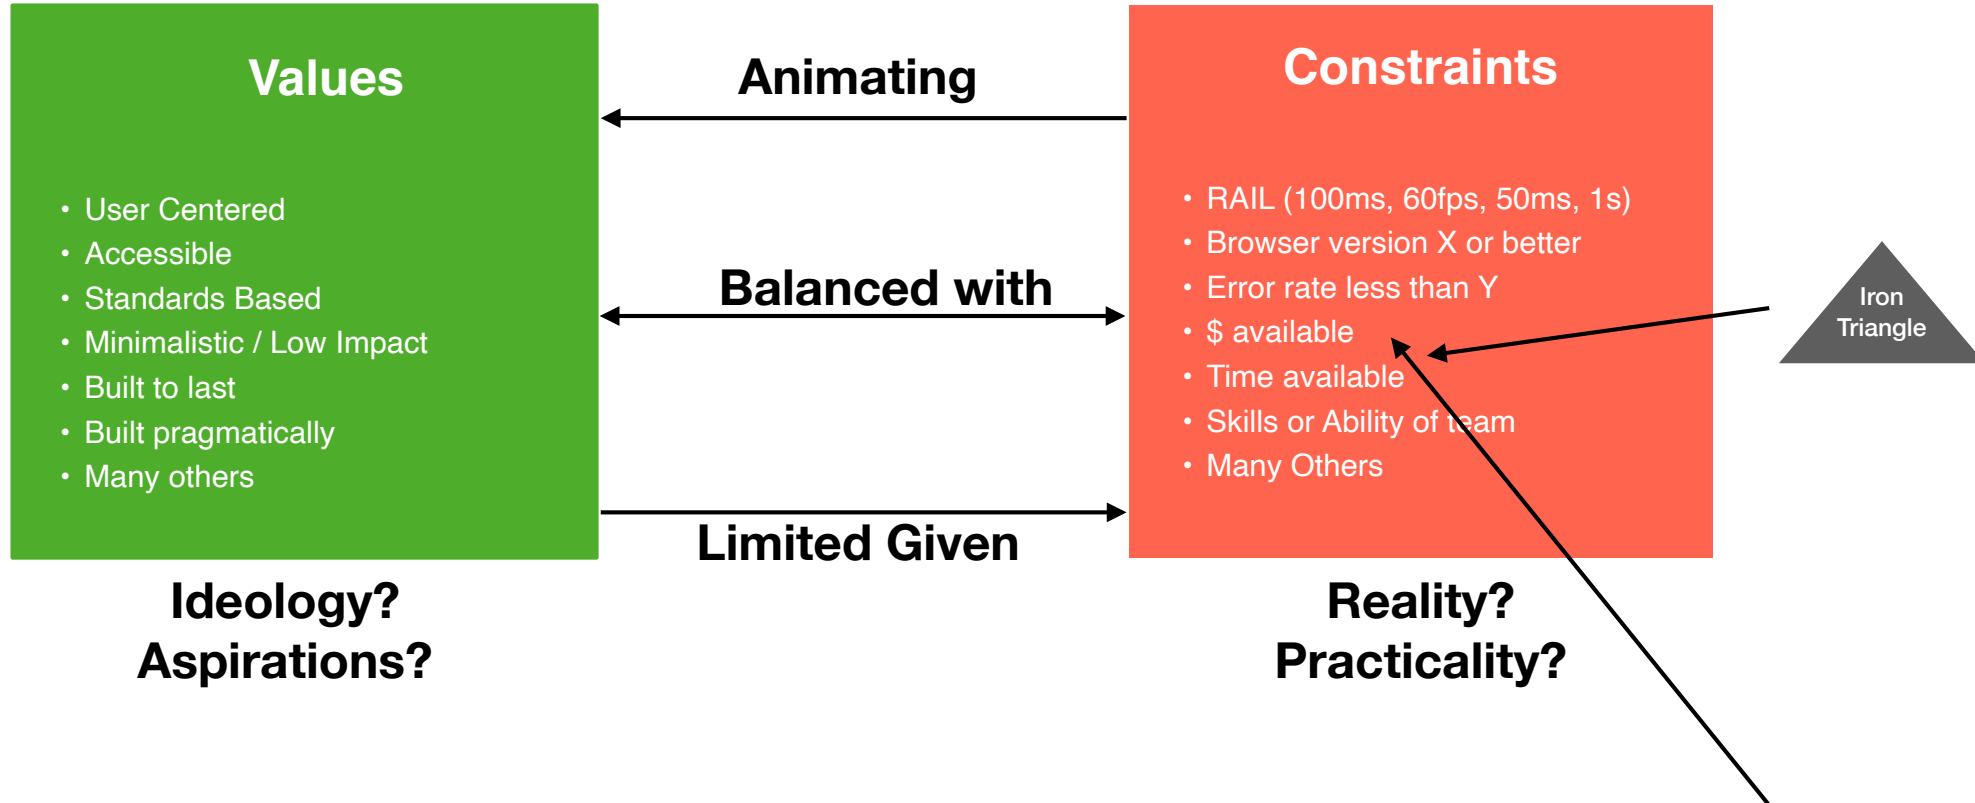 Values
• User Centered
• Accessible
• Standards Based
• Minimalistic / Low Impact
• Built to last
• Built pragmatically
• Many others
Ideology?
Aspirations?
Animating
Balanced with
Limited Given
Constraints
• RAIL (100ms, 60fps, 50ms, 1s)
• Browser version X or better
• Error rate less than Y
• $ available
• Time available
• Skills or Ability of team
• Many Others
Reality?
Practicality?
Iron
Triangle